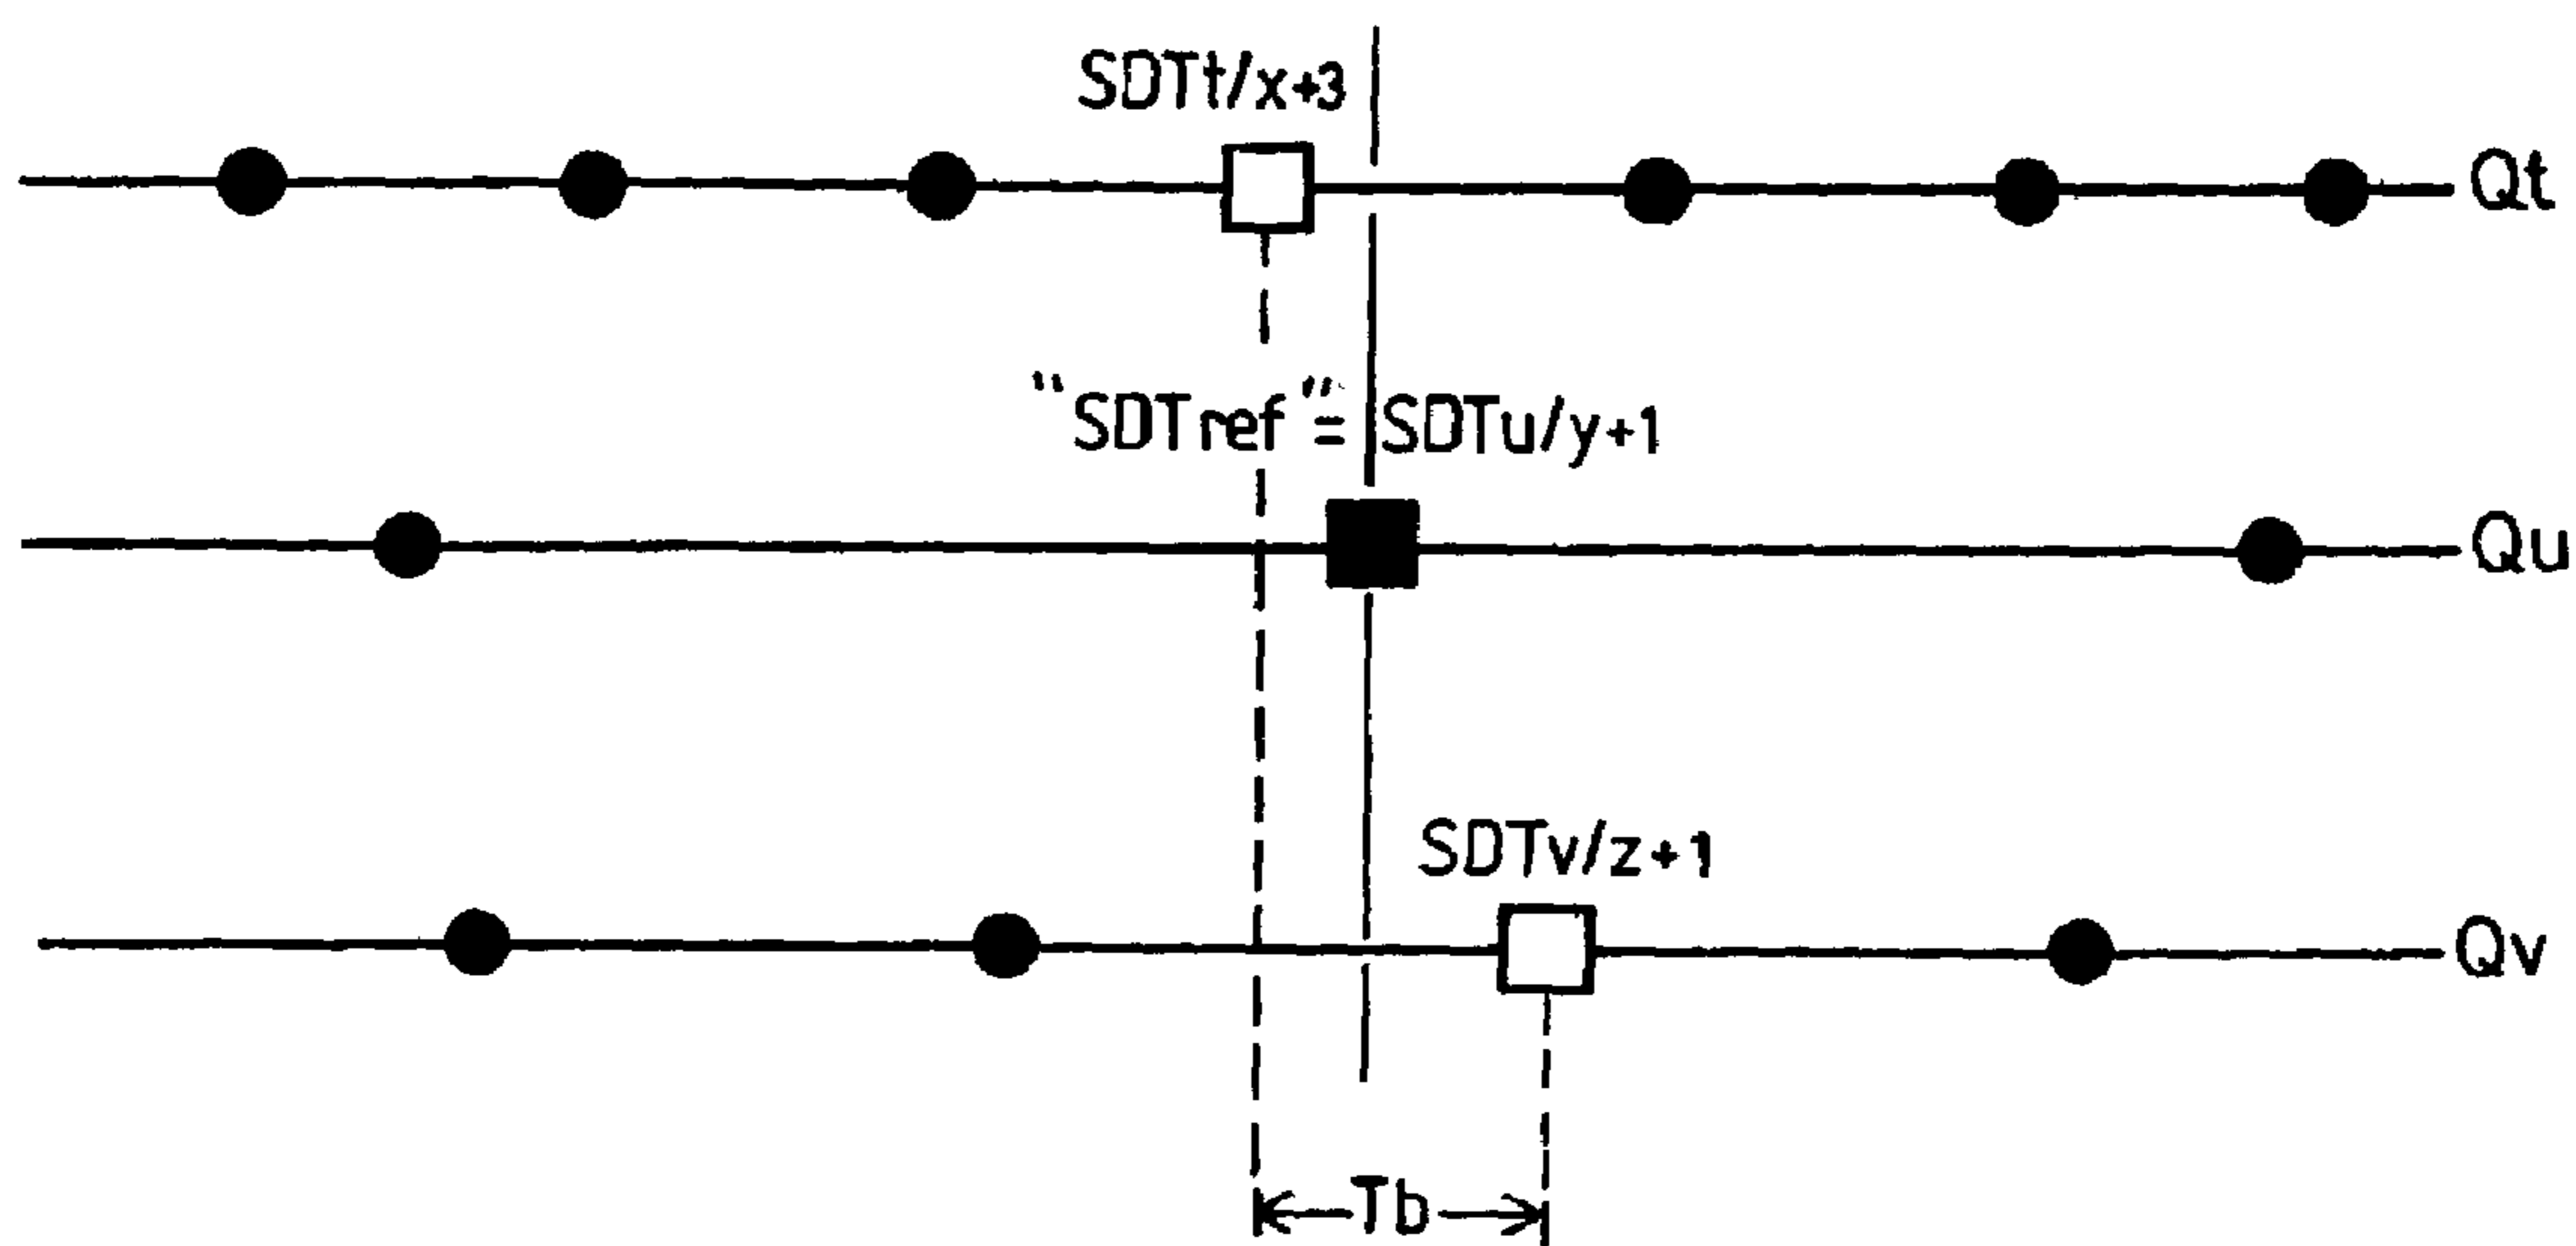 SDTt/x+3
Qt
"SDTref"= SDTu/y+1
Qu
SDTv/z+1
Qv
Tb